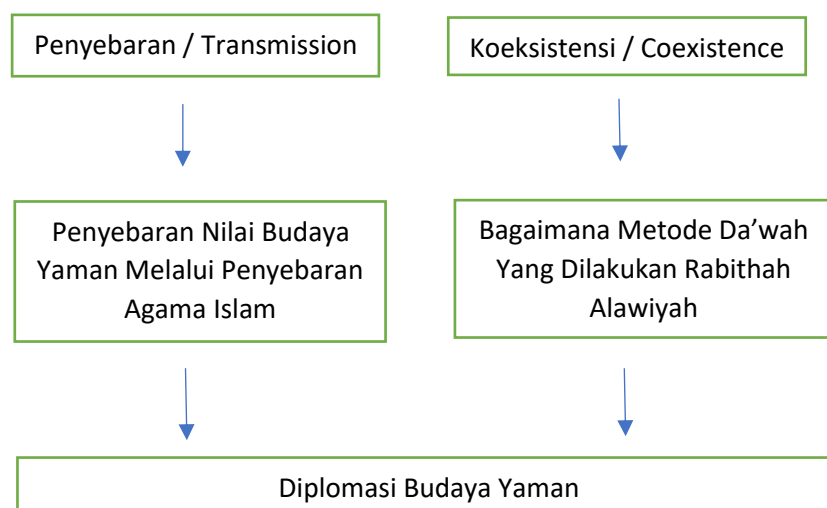 Penyebaran / Transmission
Koeksistensi / Coexistence
Penyebaran Nilai Budaya
Yaman Melalui Penyebaran
Agama Islam
Bagaimana Metode Da’wah
Yang Dilakukan Rabithah
Alawiyah
Diplomasi Budaya Yaman